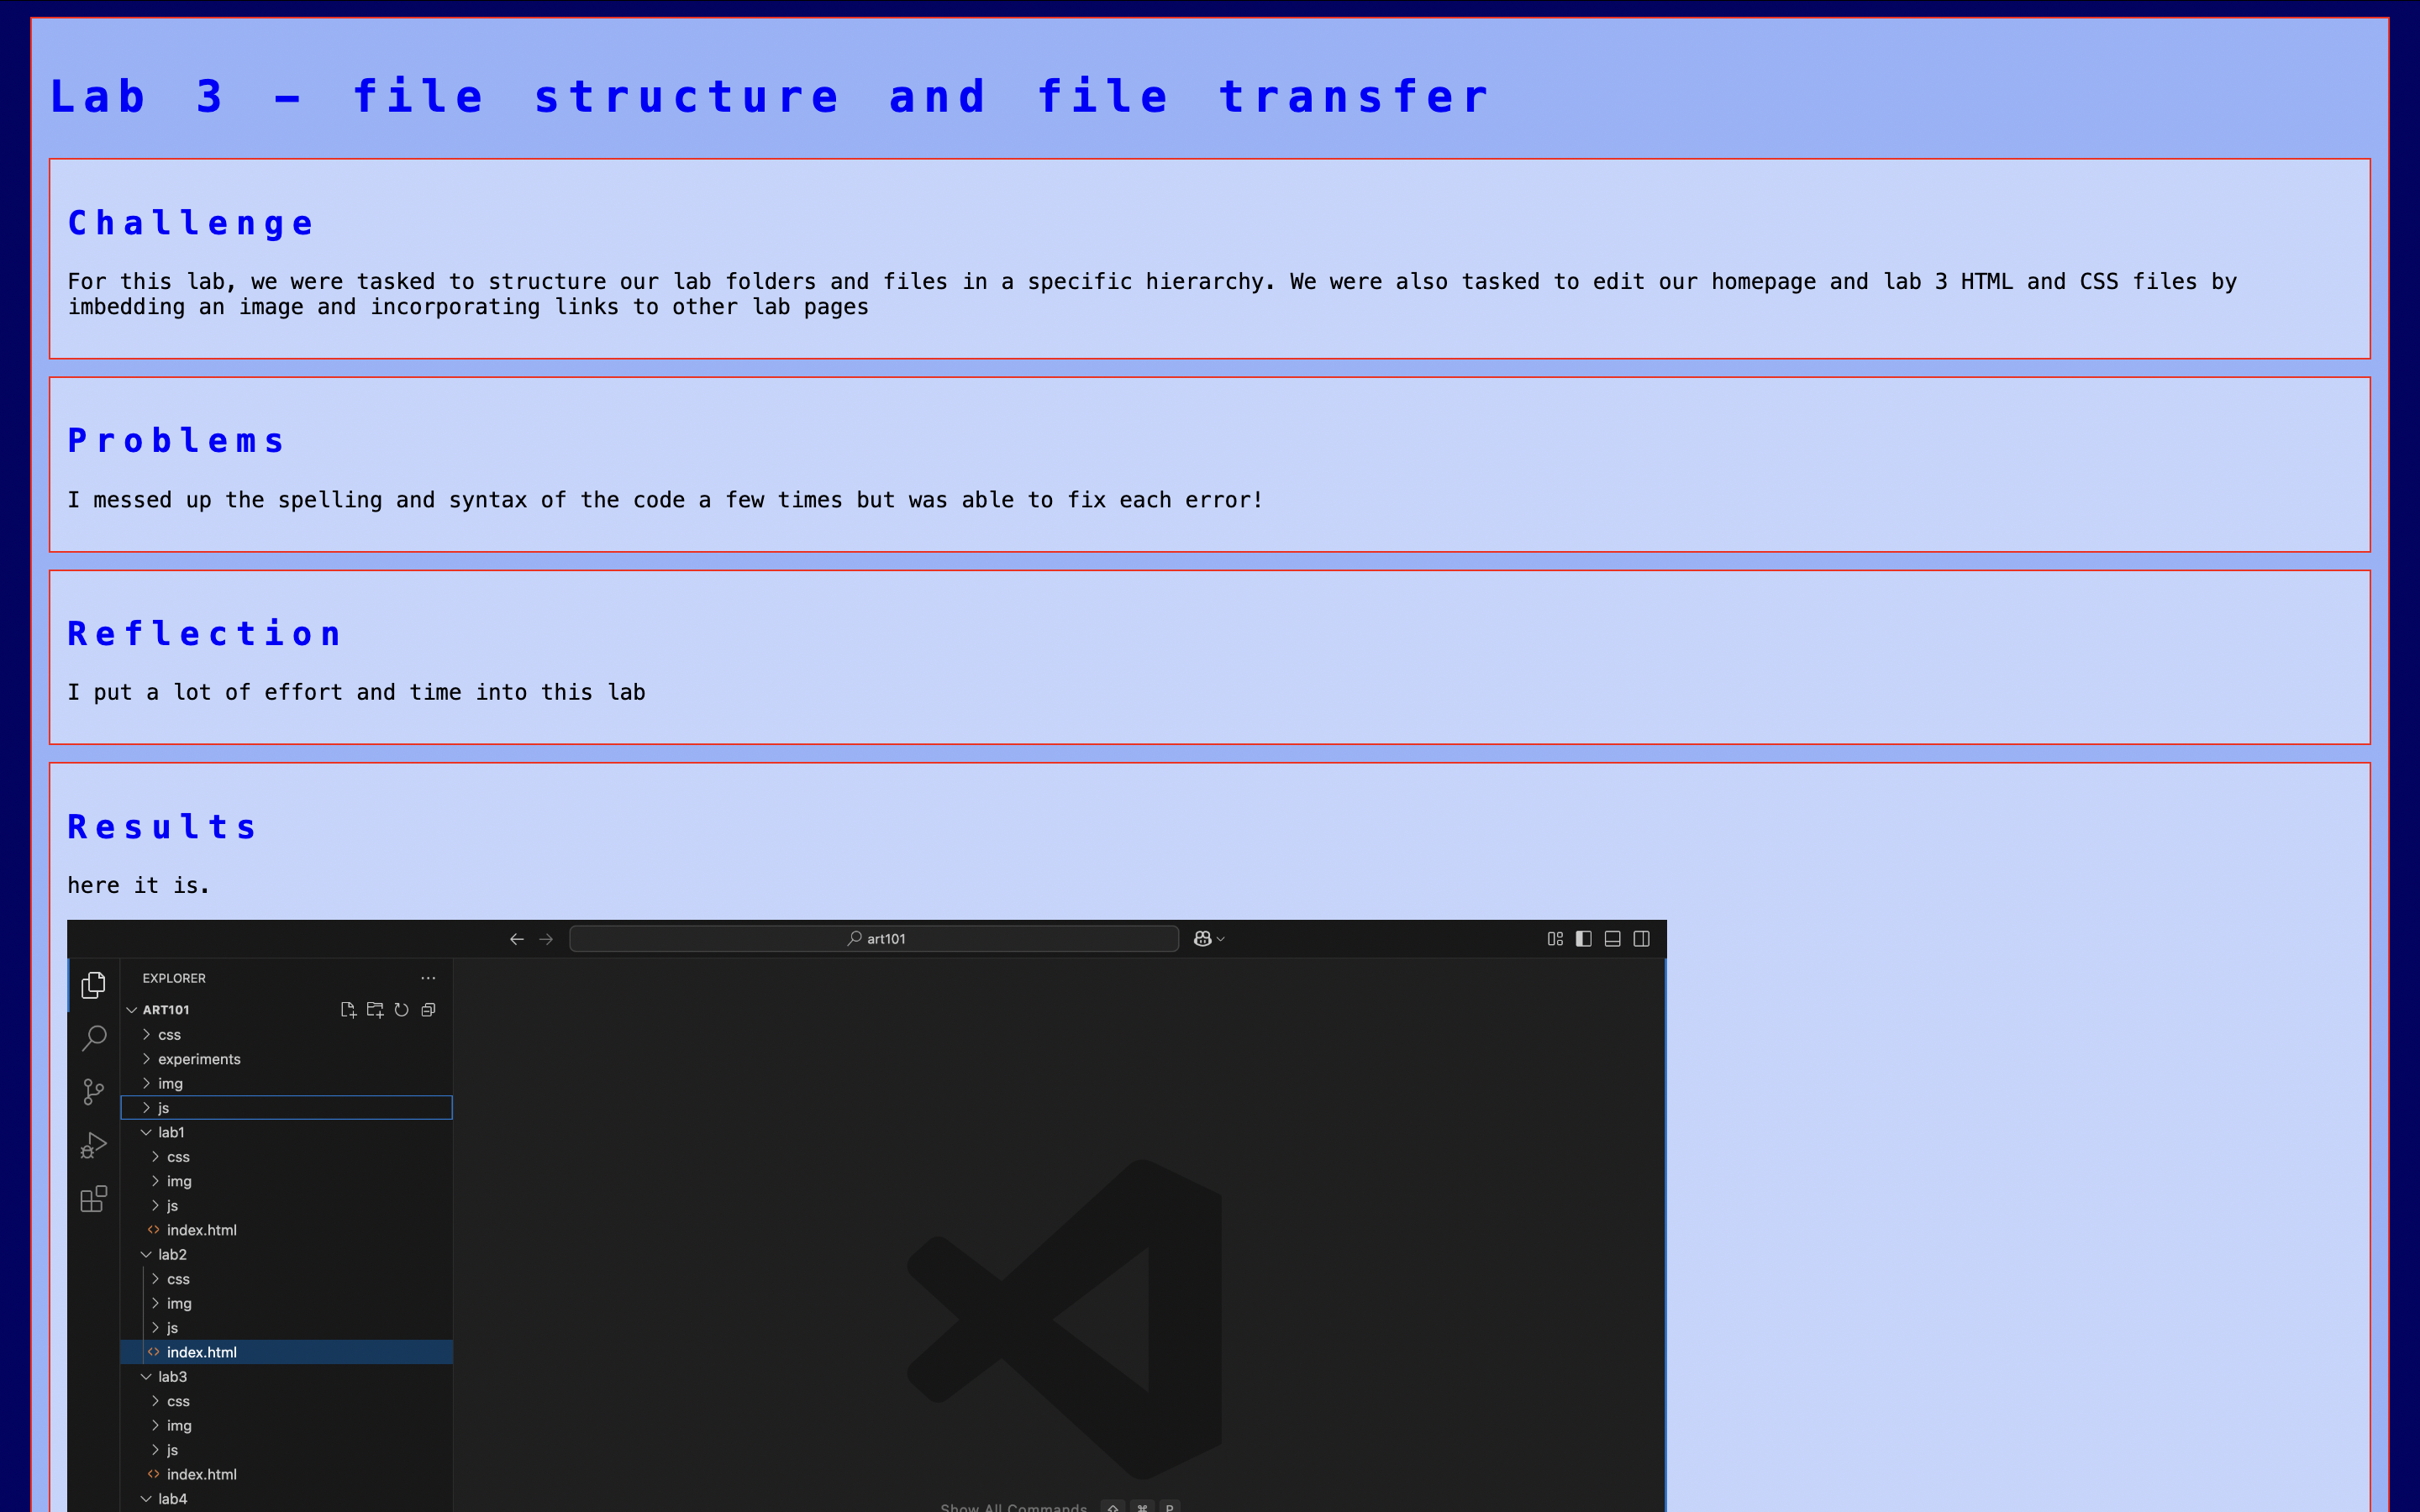 Lab 3 – file structure and file transfer
Challenge
For this lab, we were tasked to structure our lab folders and files in a specific hierarchy. We were also tasked to edit our homepage and lab 3 HTML and CSS files by
imbedding an image and incorporating links to other lab pages
Problems
I messed up the spelling and syntax of the code a few times but was able to fix each error!
Reflection
I put a lot of effort and time into this lab
Results
here it is.
art101
EXPLORER
ART101
css
experiments
img
js
lab1
css
img
js
index.html
lab2
css
img
js
index.html
lab3
css
img
js
index.html
lab4
Show All Commands ⇧ ⌘ P